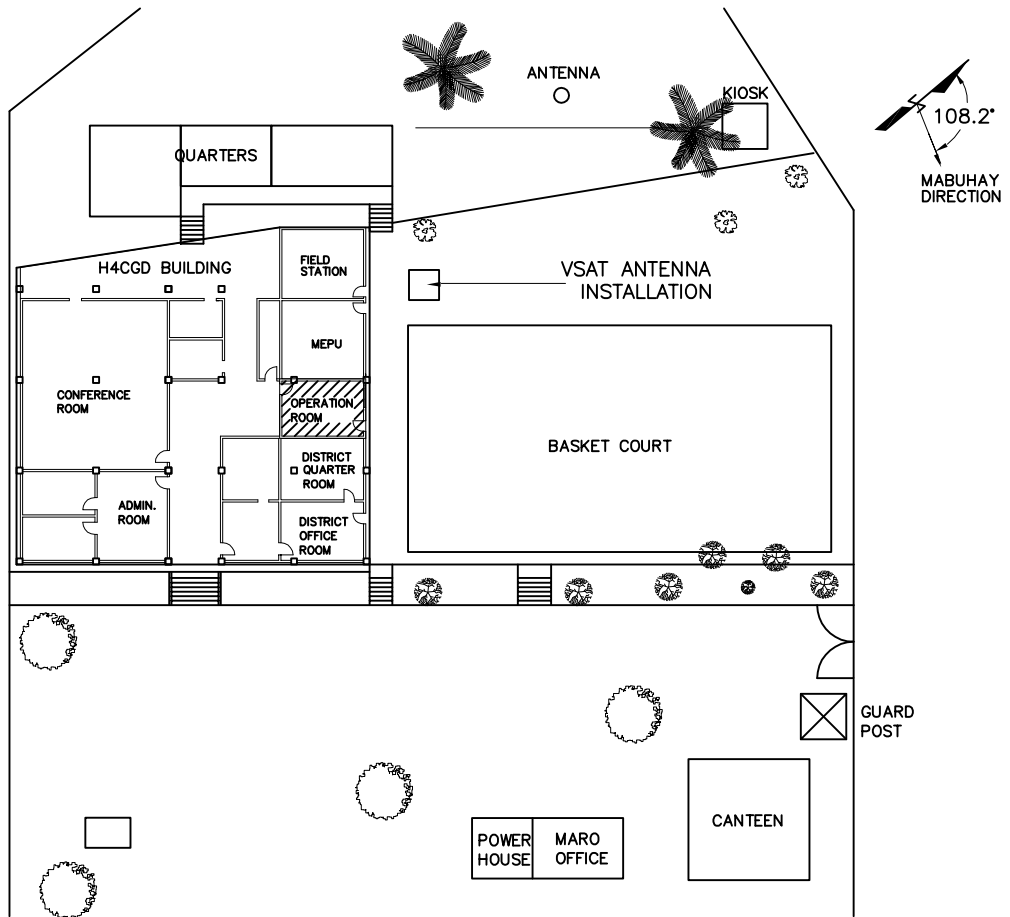 ANTENNA
KIOSK
108.2°
MABUHAY
DIRECTION
QUARTERS
H4CGD BUILDING
FIELD
STATION
VSAT ANTENNA
INSTALLATION
MEPU
CONFERENCE
ROOM
OPERATION
ROOM
BASKET COURT
DISTRICT
QUARTER
ROOM
ADMIN.
ROOM
DISTRICT
OFFICE
ROOM
GUARD
POST
CANTEEN
POWER
HOUSE
MARO
OFFICE